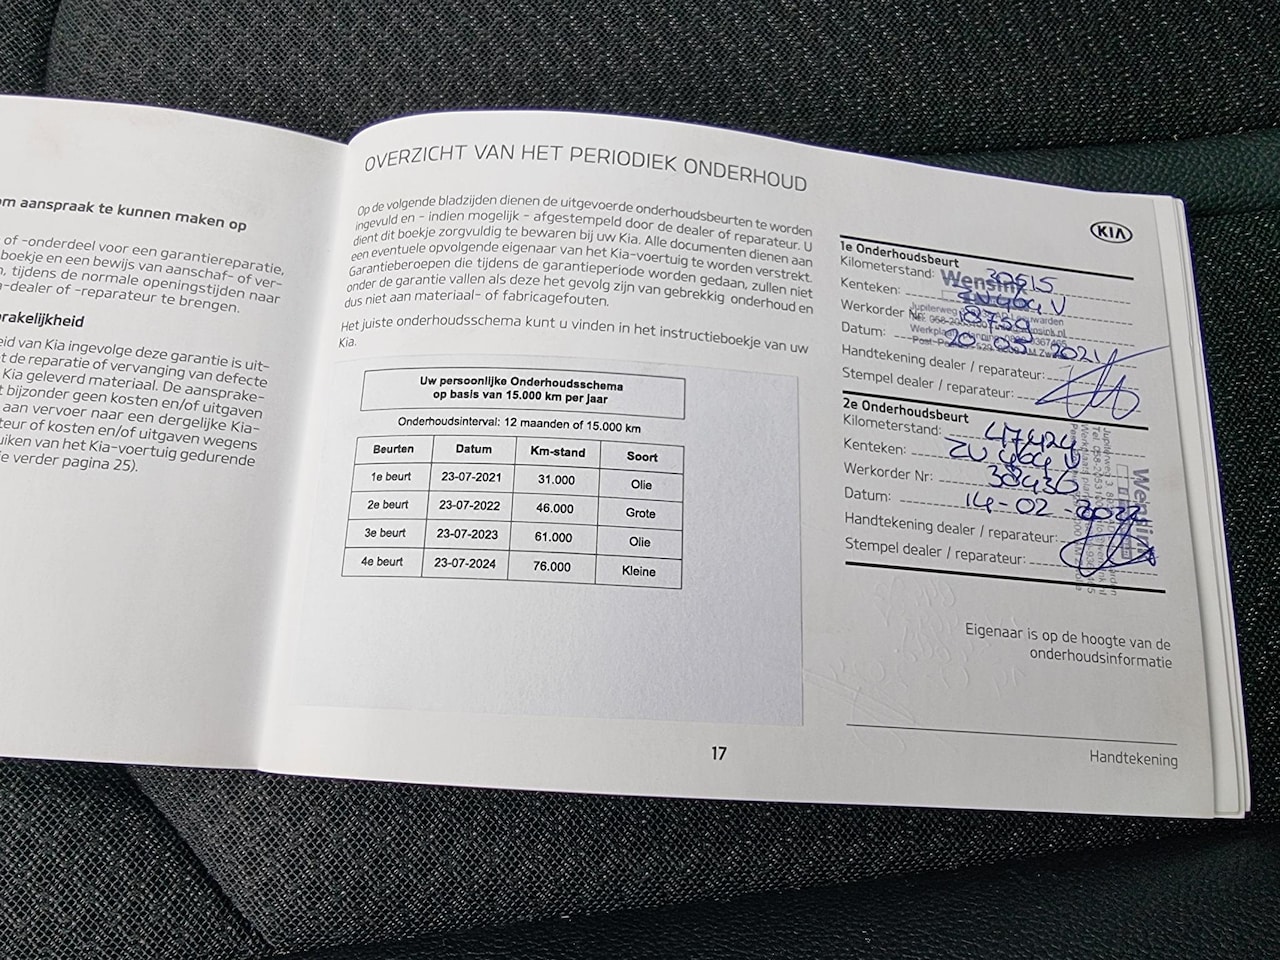 om aanspraak te kunnen maken op
of -onderdeel voor een garantiereparatie,
boekje en een bewijs van aanschaf- of ver-
tijdens de normale openingstijden naar
-dealer of -reparateur te brengen.
rakelijkheid
eid van Kia ingevolge deze garantie is uit-
t de reparatie of vervanging van defecte
Kia geleverd materiaal. De aansprake-
t bijzonder geen kosten en/of uitgaven
aan vervoer naar een dergelijke Kia-
teur of kosten en/of uitgaven wegens
uiken van het Kia-voertuig gedurende
ie verder pagina 25).
OVERZICHT VAN HET PERIODIEK ONDERHOUD
Op de volgende bladzijden dienen de uitgevoerde onderhoudsbeurten te worden
ingevuld en - indien mogelijk - afgestempeld door de dealer of reparateur. U
dient dit boekje zorgvuldig te bewaren bij uw Kia. Alle documenten dienen aan
een eventuele opvolgende eigenaar van het Kia-voertuig te worden verstrekt.
Garantieberoepen die tijdens de garantieperiode worden gedaan, zullen niet
onder de garantie vallen als deze het gevolg zijn van gebrekkig onderhoud en
dus niet aan materiaal- of fabricagefouten.
Het juiste onderhoudsschema kunt u vinden in het instructieboekje van uw
Kia.
Uw persoonlijke Onderhoudsschema
op basis van 15.000 km per jaar
Onderhoudsinterval: 12 maanden of 15.000 km
Beurten Datum Km-stand Soort
1e beurt 23-07-2021 31.000 Olie
2e beurt 23-07-2022 46.000 Grote
3e beurt 23-07-2023 61.000 Olie
4e beurt 23-07-2024 76.000 Kleine
17
KIA
1e Onderhoudsbeurt
Kilometerstand: 30515
Wensink
Kenteken: ZU 464 V
Werkorder Nr: 18759
Datum: 20-05-2021
Handtekening dealer / reparateur:
Stempel dealer / reparateur:
2e Onderhoudsbeurt
Kilometerstand: 47424
Kenteken: ZU 464 V
Werkorder Nr: 38430
Datum: 14-02-2022
Handtekening dealer / reparateur:
Stempel dealer / reparateur:
Wensink
Eigenaar is op de hoogte van de
onderhoudsinformatie
Handtekening